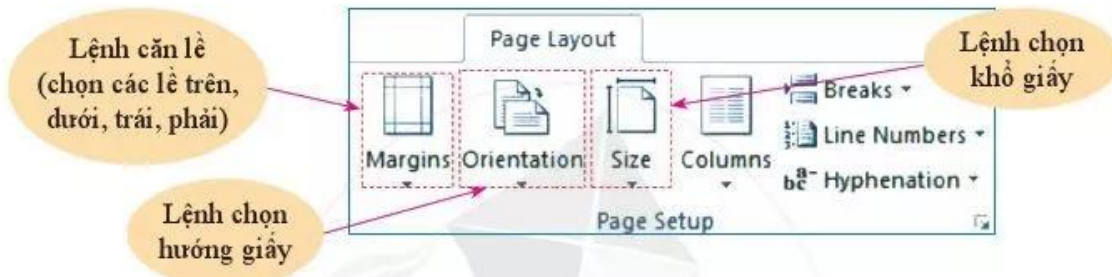 Lệnh căn lề
(chọn các lề trên,
dưới, trái, phải)
Page Layout
Lệnh chọn
khổ giấy
Margins
Orientation
Size
Columns
Breaks
Line Numbers
Hyphenation
Page Setup
Lệnh chọn
hướng giấy